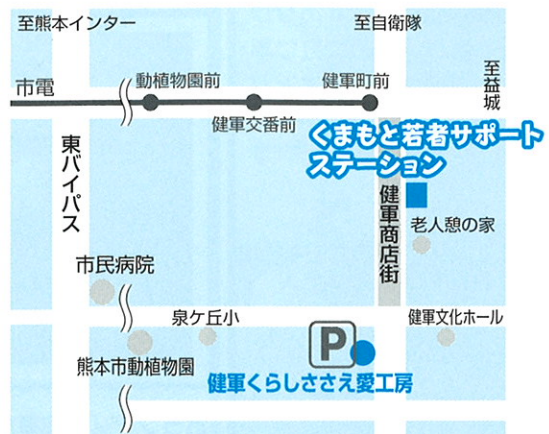 至熊本インター
至自衛隊
市電
動植物園前
健軍町前
至益城
健軍交番前
くまもと若者サポート
ステーション
東バイパス
健軍商店街
老人憩の家
市民病院
泉ケ丘小
健軍文化ホール
P
熊本市動植物園
健軍くらしささえ愛工房